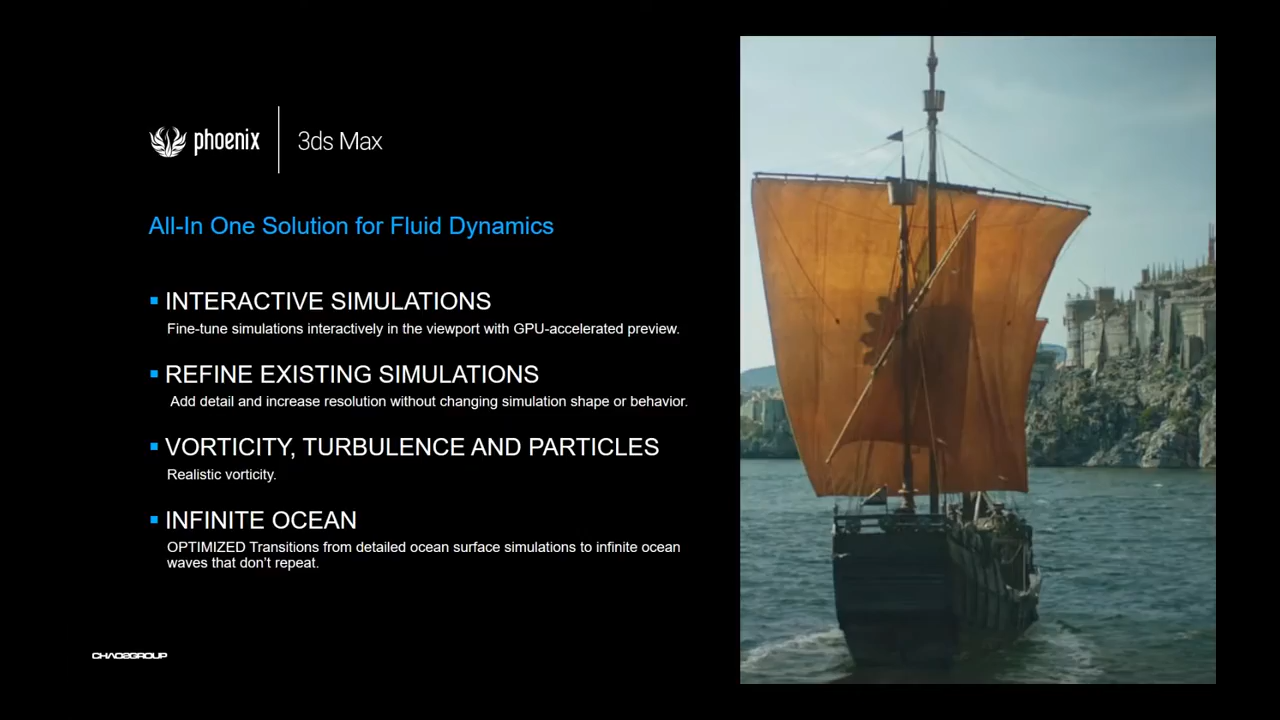 phoenix | 3ds Max
All-In One Solution for Fluid Dynamics
INTERACTIVE SIMULATIONS
Fine-tune simulations interactively in the viewport with GPU-accelerated preview.
REFINE EXISTING SIMULATIONS
Add detail and increase resolution without changing simulation shape or behavior.
VORTICITY, TURBULENCE AND PARTICLES
Realistic vorticity.
INFINITE OCEAN
OPTIMIZED Transitions from detailed ocean surface simulations to infinite ocean
waves that don't repeat.
CHAOSGROUP